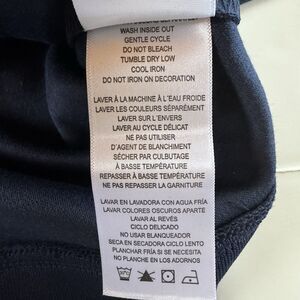 WASH INSIDE OUT
GENTLE CYCLE
DO NOT BLEACH
TUMBLE DRY LOW
COOL IRON
DO NOT IRON ON DECORATION
LAVER À LA MACHINE À L'EAU FROIDE
LAVER LES COULEURS SÉPARÉMENT
LAVER SUR L'ENVERS
LAVER AU CYCLE DÉLICAT
NE PAS UTILISER
D'AGENT DE BLANCHIMENT
SÉCHER PAR CULBUTAGE
À BASSE TEMPÉRATURE
REPASSER À BASSE TEMPÉRATURE
NE PAS REPASSER LA GARNITURE
LAVAR EN LAVADORA CON AGUA FRÍA
LAVAR COLORES OSCUROS APARTE
LAVAR AL REVÉS
CICLO DELICADO
NO USAR BLANQUEADOR
SECA EN SECADORA CICLO LENTO
PLANCHAR FRÍA SI SE NECESITA
NO PLANCHE EN LOS ADORNOS